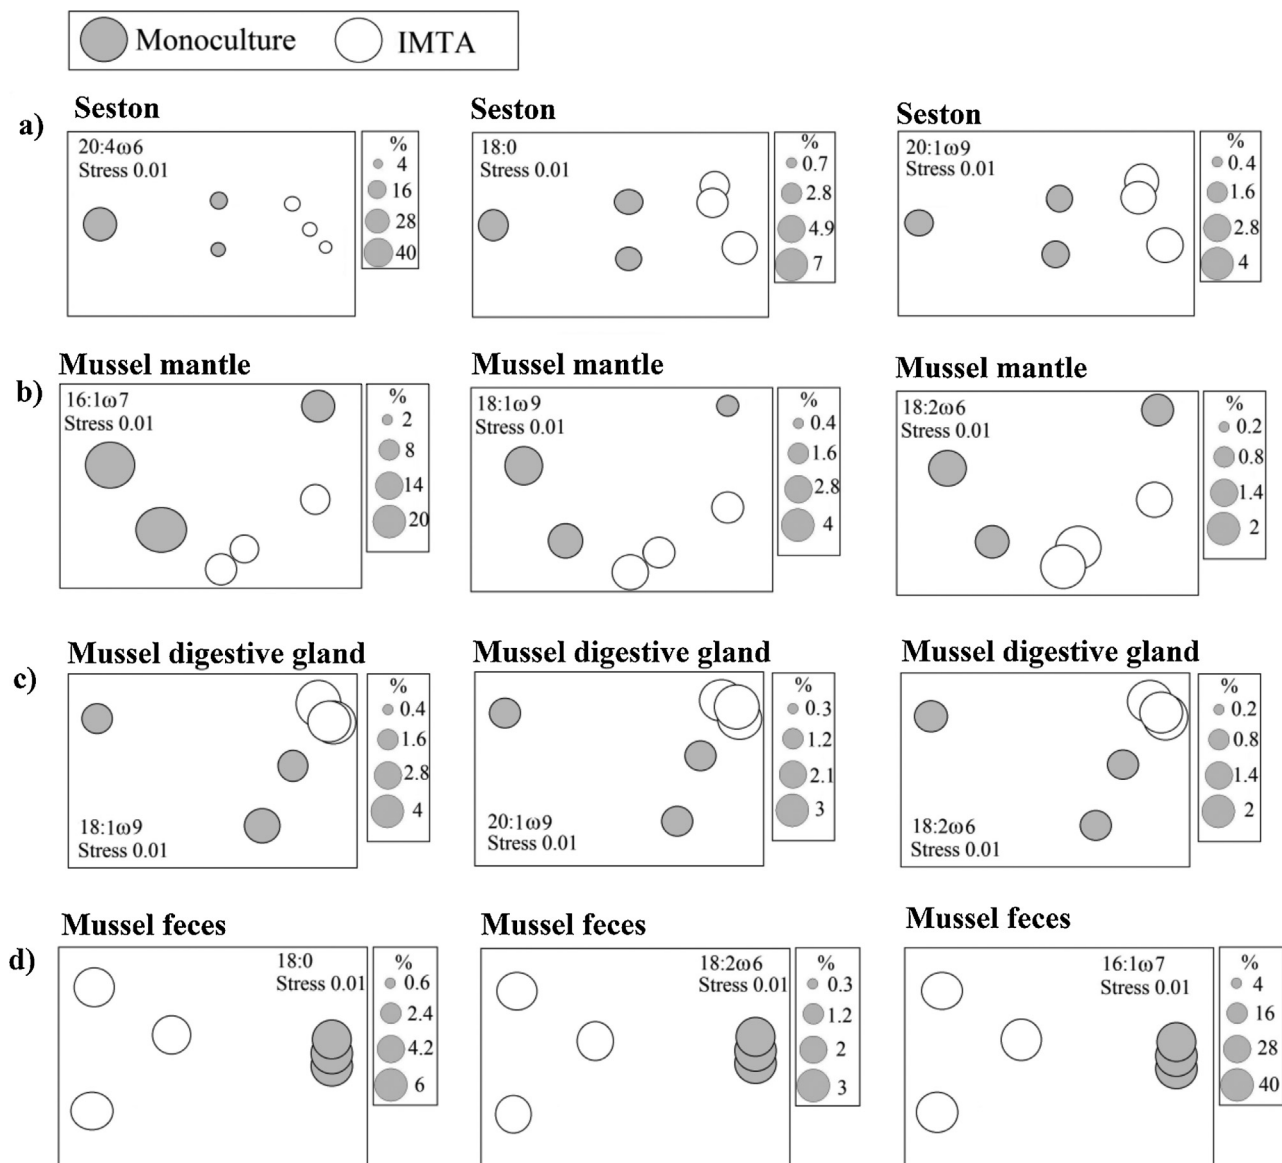 Monoculture IMTA
a)
Seston
20:4ω6
Stress 0.01
%
4
16
28
40
Seston
18:0
Stress 0.01
%
0.7
2.8
4.9
7
Seston
20:1ω9
Stress 0.01
%
0.4
1.6
2.8
4
b)
Mussel mantle
16:1ω7
Stress 0.01
%
2
8
14
20
Mussel mantle
18:1ω9
Stress 0.01
%
0.4
1.6
2.8
4
Mussel mantle
18:2ω6
Stress 0.01
%
0.2
0.8
1.4
2
c)
Mussel digestive gland
18:1ω9
Stress 0.01
%
0.4
1.6
2.8
4
Mussel digestive gland
20:1ω9
Stress 0.01
%
0.3
1.2
2.1
3
Mussel digestive gland
18:2ω6
Stress 0.01
%
0.2
0.8
1.4
2
d)
Mussel feces
18:0
Stress 0.01
%
0.6
2.4
4.2
6
Mussel feces
18:2ω6
Stress 0.01
%
0.3
1.2
2
3
Mussel feces
16:1ω7
Stress 0.01
%
4
16
28
40